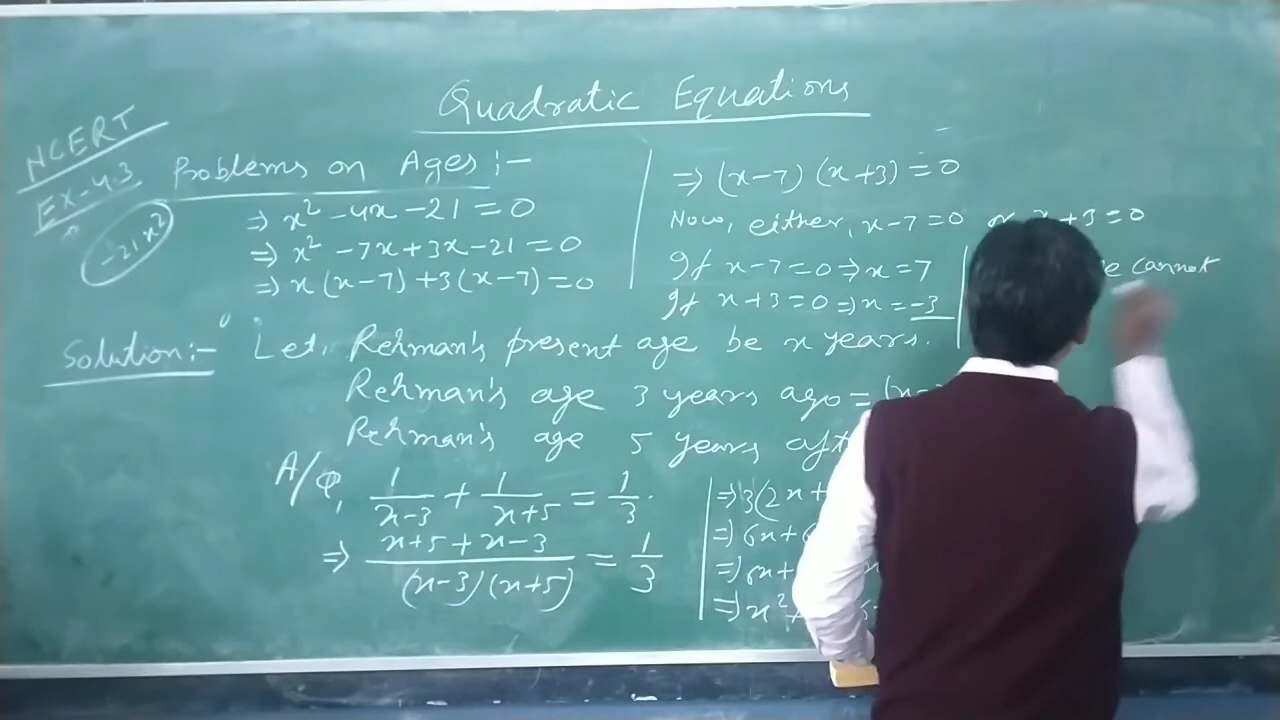 Quadratic Equations
NCERT
Ex-4.3
Problems on Ages :-
-21x²
⇒ x² - 4x - 21 = 0
⇒ x² - 7x + 3x - 21 = 0
⇒ x(x-7) + 3(x-7) = 0
⇒ (x-7) (x+3) = 0
Now, either, x-7 = 0 or x+3 = 0
If x-7 = 0 ⇒ x = 7
If x+3 = 0 ⇒ x = -3
cannot
Solution :- Let, Rehman's present age be x years.
Rehman's age 3 years ago = (x-
Rehman's age 5 years aft
A/Q, 1/(x-3) + 1/(x+5) = 1/3.
⇒ (x+5+x-3)/((x-3)(x+5)) = 1/3
⇒ 3(2x+
⇒ 6x+
⇒ 6x+
⇒ x²+